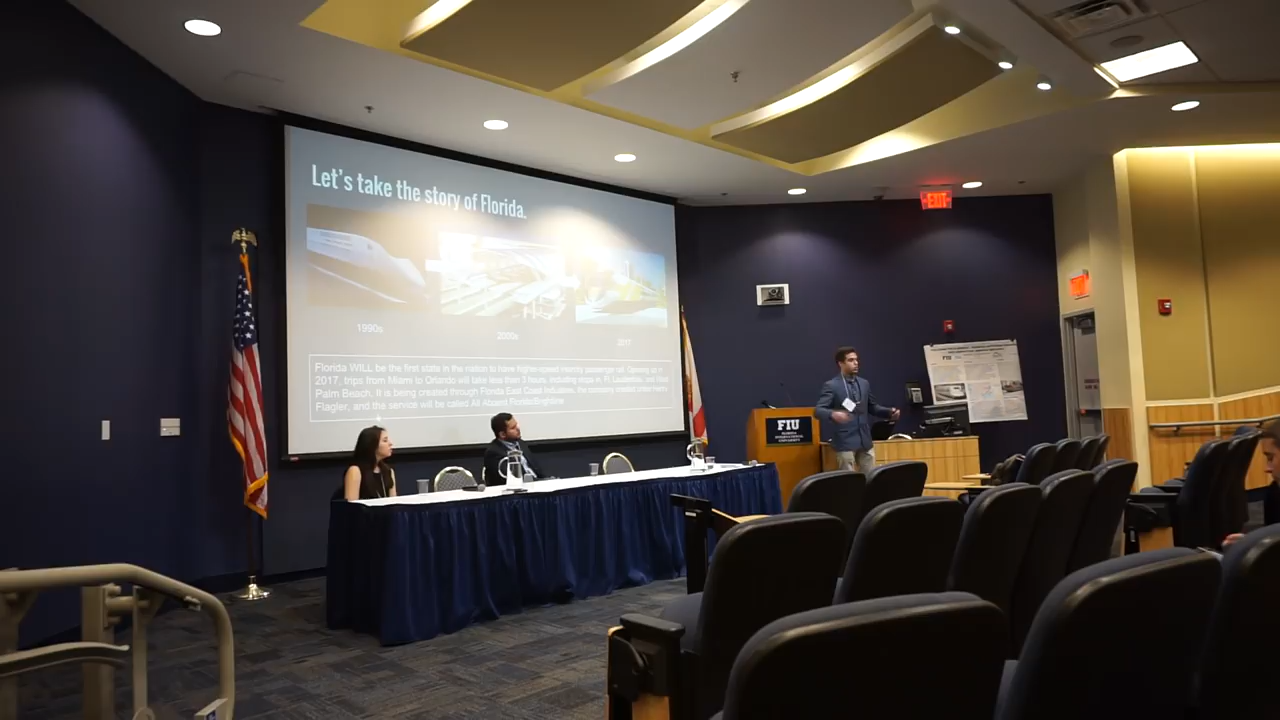 Let's take the story of Florida.
1990s
2000s
2017
Florida WILL be the first state in the nation to have higher-speed intercity passenger rail. Opening up in
2017, trips from Miami to Orlando will take less than 3 hours, including stops in Ft. Lauderdale, and West
Palm Beach. It is being created through Florida East Coast Industries, the company created under Henry
Flagler, and the service will be called All Aboard Florida/Brightline
EXIT
FIU
FLORIDA
INTERNATIONAL
UNIVERSITY
FIU